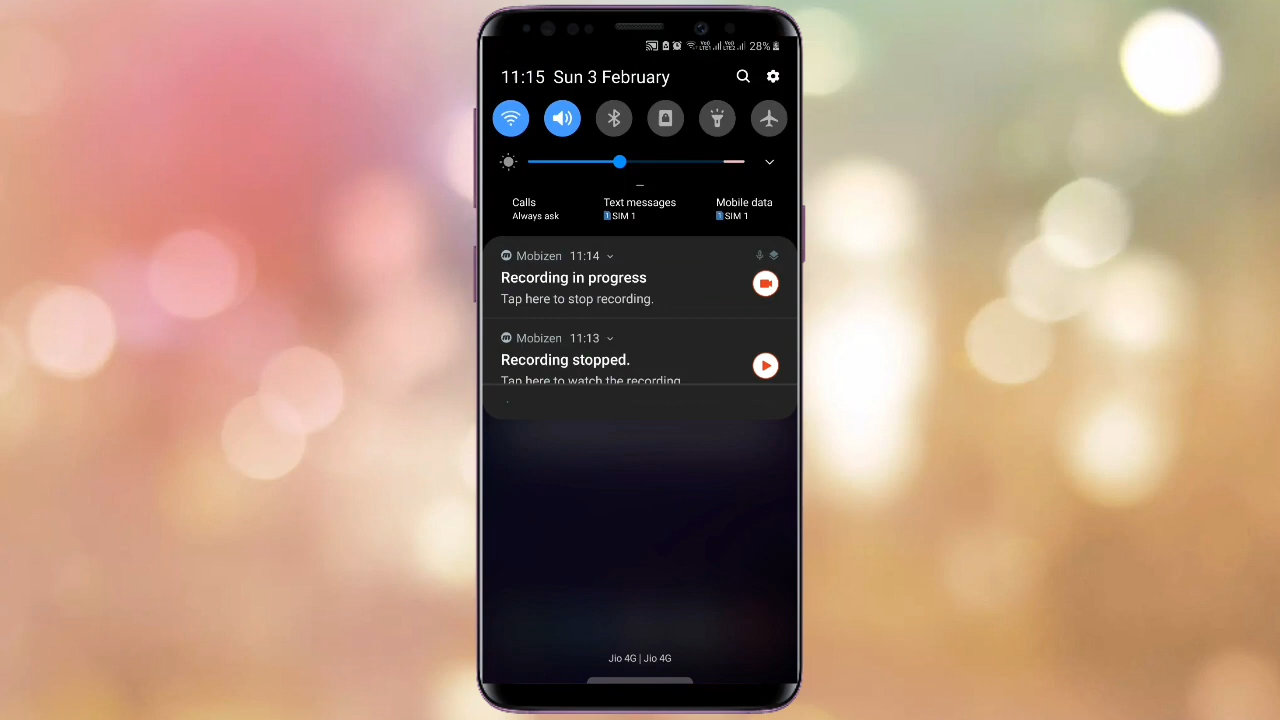 28%
11:15 Sun 3 February
Calls
Always ask
Text messages
1 SIM 1
Mobile data
1 SIM 1
Mobizen 11:14
Recording in progress
Tap here to stop recording.
Mobizen 11:13
Recording stopped.
Tap here to watch the recording
Jio 4G | Jio 4G